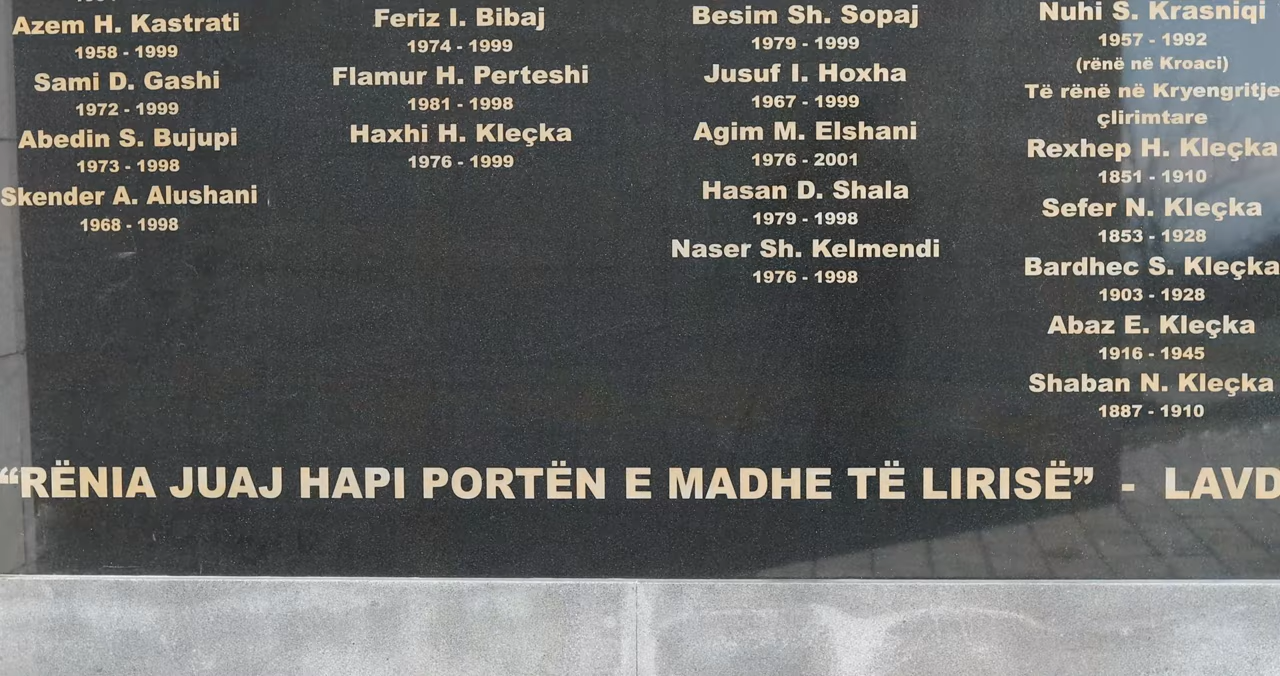 Azem H. Kastrati
1958 - 1999
Sami D. Gashi
1972 - 1999
Abedin S. Bujupi
1973 - 1998
Skender A. Alushani
1968 - 1998
Feriz I. Bibaj
1974 - 1999
Flamur H. Perteshi
1981 - 1998
Haxhi H. Kleçka
1976 - 1999
Besim Sh. Sopaj
1979 - 1999
Jusuf I. Hoxha
1967 - 1999
Agim M. Elshani
1976 - 2001
Hasan D. Shala
1979 - 1998
Naser Sh. Kelmendi
1976 - 1998
Nuhi S. Krasniqi
1957 - 1992
(rënë në Kroaci)
Të rënë në Kryengritje
çlirimtare
Rexhep H. Kleçka
1851 - 1910
Sefer N. Kleçka
1853 - 1928
Bardhec S. Kleçka
1903 - 1928
Abaz E. Kleçka
1916 - 1945
Shaban N. Kleçka
1887 - 1910
“RËNIA JUAJ HAPI PORTËN E MADHE TË LIRISË” - LAVD